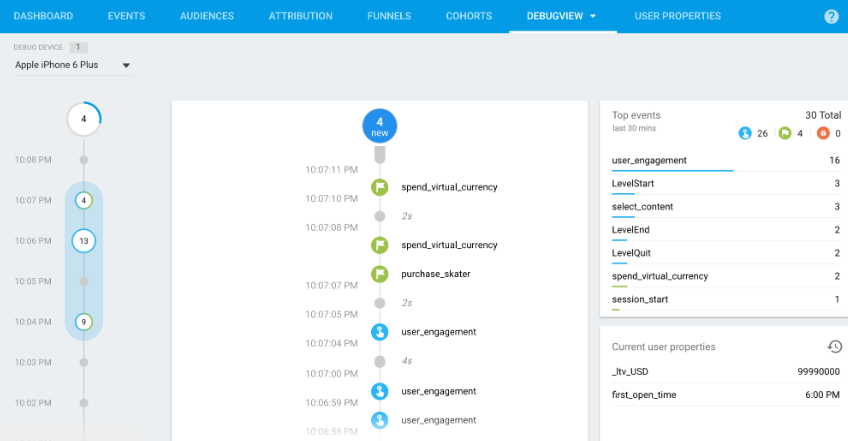 DASHBOARD EVENTS AUDIENCES ATTRIBUTION FUNNELS COHORTS DEBUGVIEW USER PROPERTIES ?
DEBUG DEVICE 1
Apple iPhone 6 Plus
4
10:08 PM
10:07 PM 4
10:06 PM 13
10:05 PM
10:04 PM 9
10:03 PM
10:02 PM
4
new
10:07:11 PM
spend_virtual_currency
10:07:10 PM
2s
10:07:08 PM
spend_virtual_currency
purchase_skater
10:07:07 PM
2s
10:07:05 PM
user_engagement
10:07:04 PM
4s
10:07:00 PM
user_engagement
10:06:59 PM
user_engagement
10:06:58 PM
Top events 30 Total
last 30 mins
26 4 0
user_engagement 16
LevelStart 3
select_content 3
LevelEnd 2
LevelQuit 2
spend_virtual_currency 2
session_start 1
Current user properties
_ltv_USD 99990000
first_open_time 6:00 PM